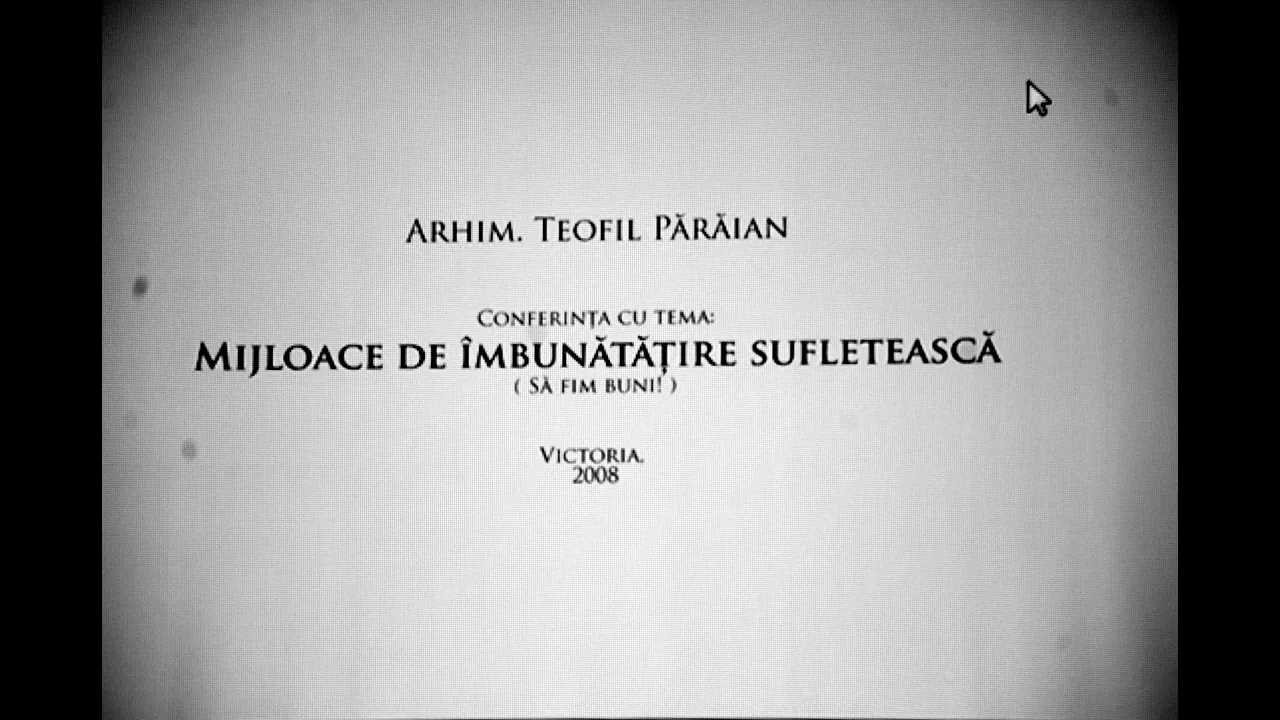 Arhim. Teofil Părăian
Conferința cu tema:
Mijloace de îmbunătățire sufletească
( Să fim buni! )
Victoria,
2008